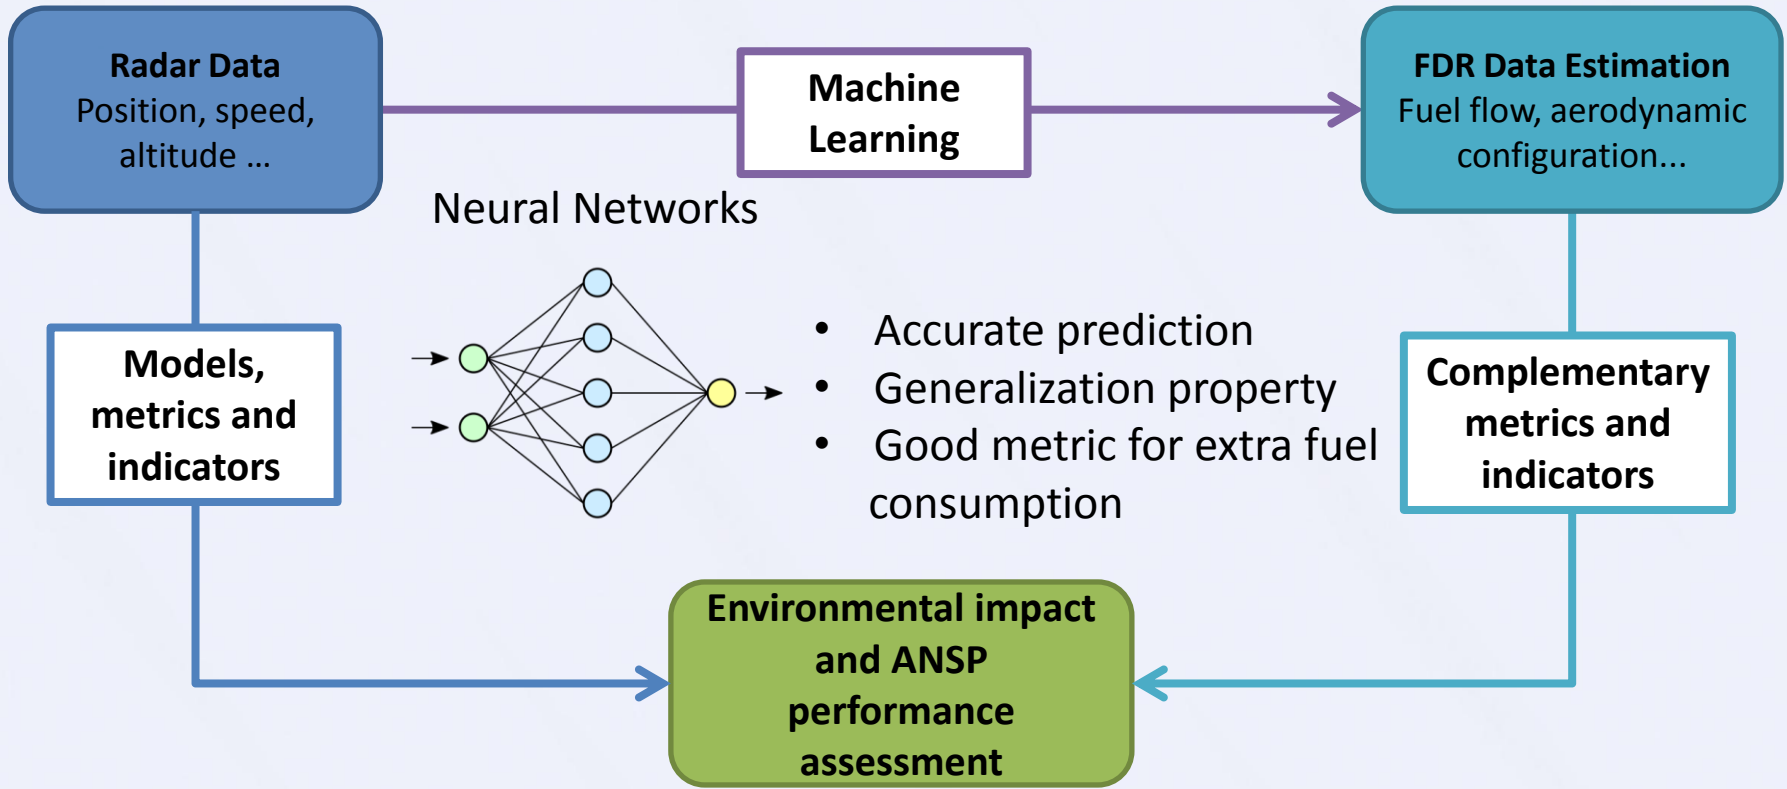 Radar Data
Position, speed,
altitude ...
Machine
Learning
FDR Data Estimation
Fuel flow, aerodynamic
configuration...
Neural Networks
Models,
metrics and
indicators
• Accurate prediction
• Generalization property
• Good metric for extra fuel
consumption
Complementary
metrics and
indicators
Environmental impact
and ANSP
performance
assessment